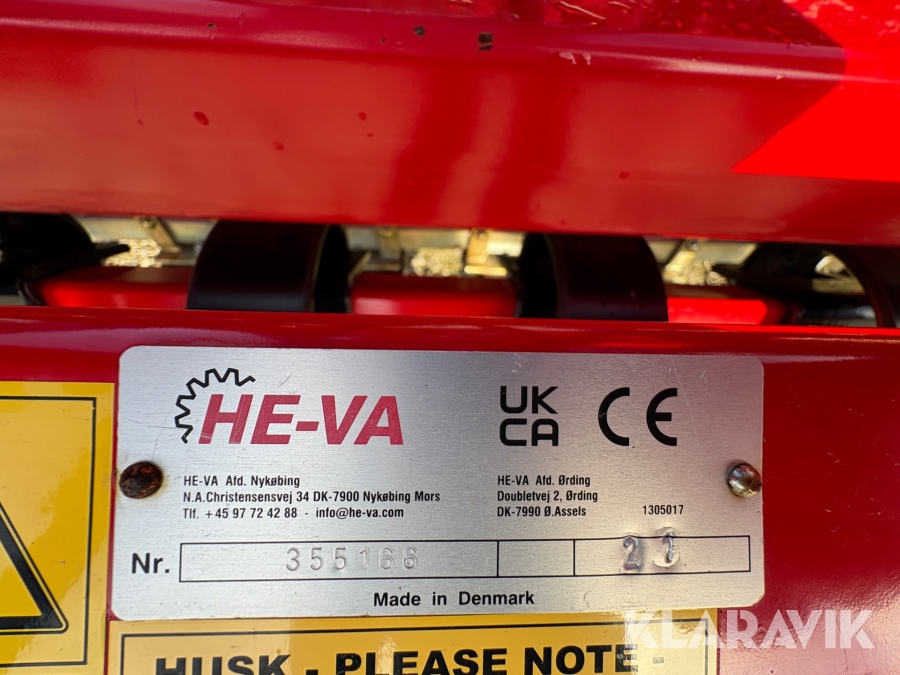 HE-VA
UK
CA CE
HE-VA Afd. Nykøbing
N.A.Christensensvej 34 DK-7900 Nykøbing Mors
Tlf. +45 97 72 42 88 - info@he-va.com
HE-VA Afd. Ørding
Doubletvej 2, Ørding
DK-7990 Ø.Assels 1305017
Nr. 355166
Made in Denmark
KLARAVIK
HUSK - PLEASE NOTE -